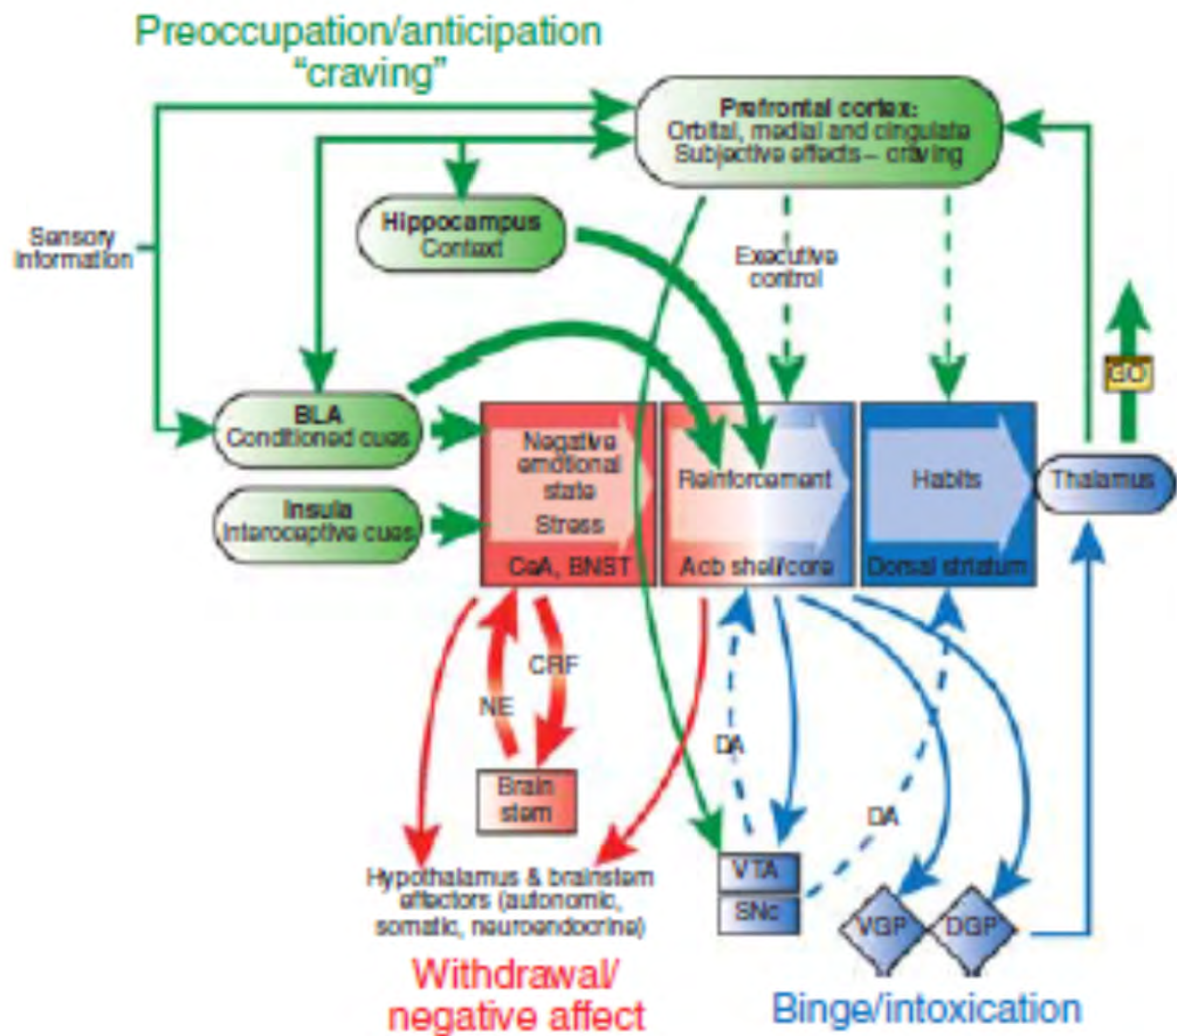 Preoccupation/anticipation
“craving”
Prefrontal cortex:
Orbital, medial and cingulate
Subjective effects – craving
Hippocampus
Context
Sensory
information
Executive
control
GO
BLA
Conditioned cues
Insula
Interoceptive cues
Negative
emotional
state
Stress
CeA, BNST
Reinforcement
Acb shell/core
Habits
Dorsal striatum
Thalamus
CRF
NE
Brain
stem
DA
DA
VTA
SNc
VGP
DGP
Hypothalamus & brainstem
effectors (autonomic,
somatic, neuroendocrine)
Withdrawal/
negative affect
Binge/intoxication